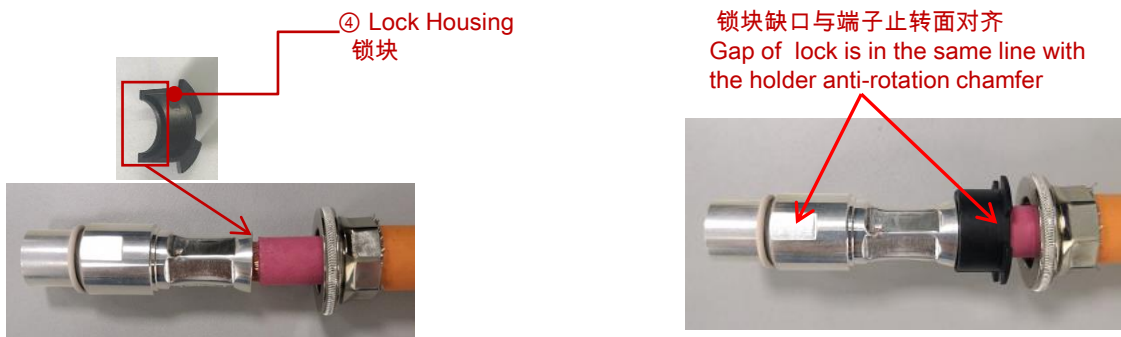 ④ Lock Housing
锁块
锁块缺口与端子止转面对齐
Gap of lock is in the same line with
the holder anti-rotation chamfer